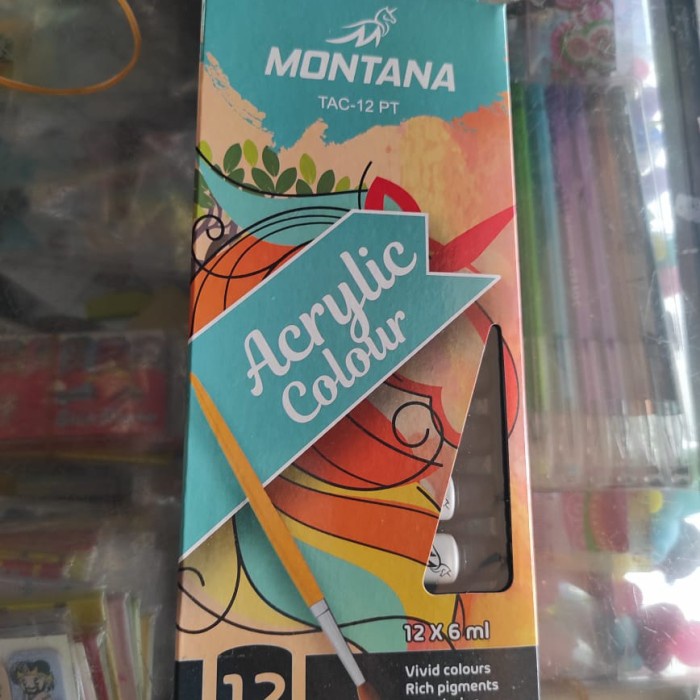 MONTANA
TAC-12 PT
Acrylic
Colour
12 X 6 ml
12
Vivid colours
Rich pigments